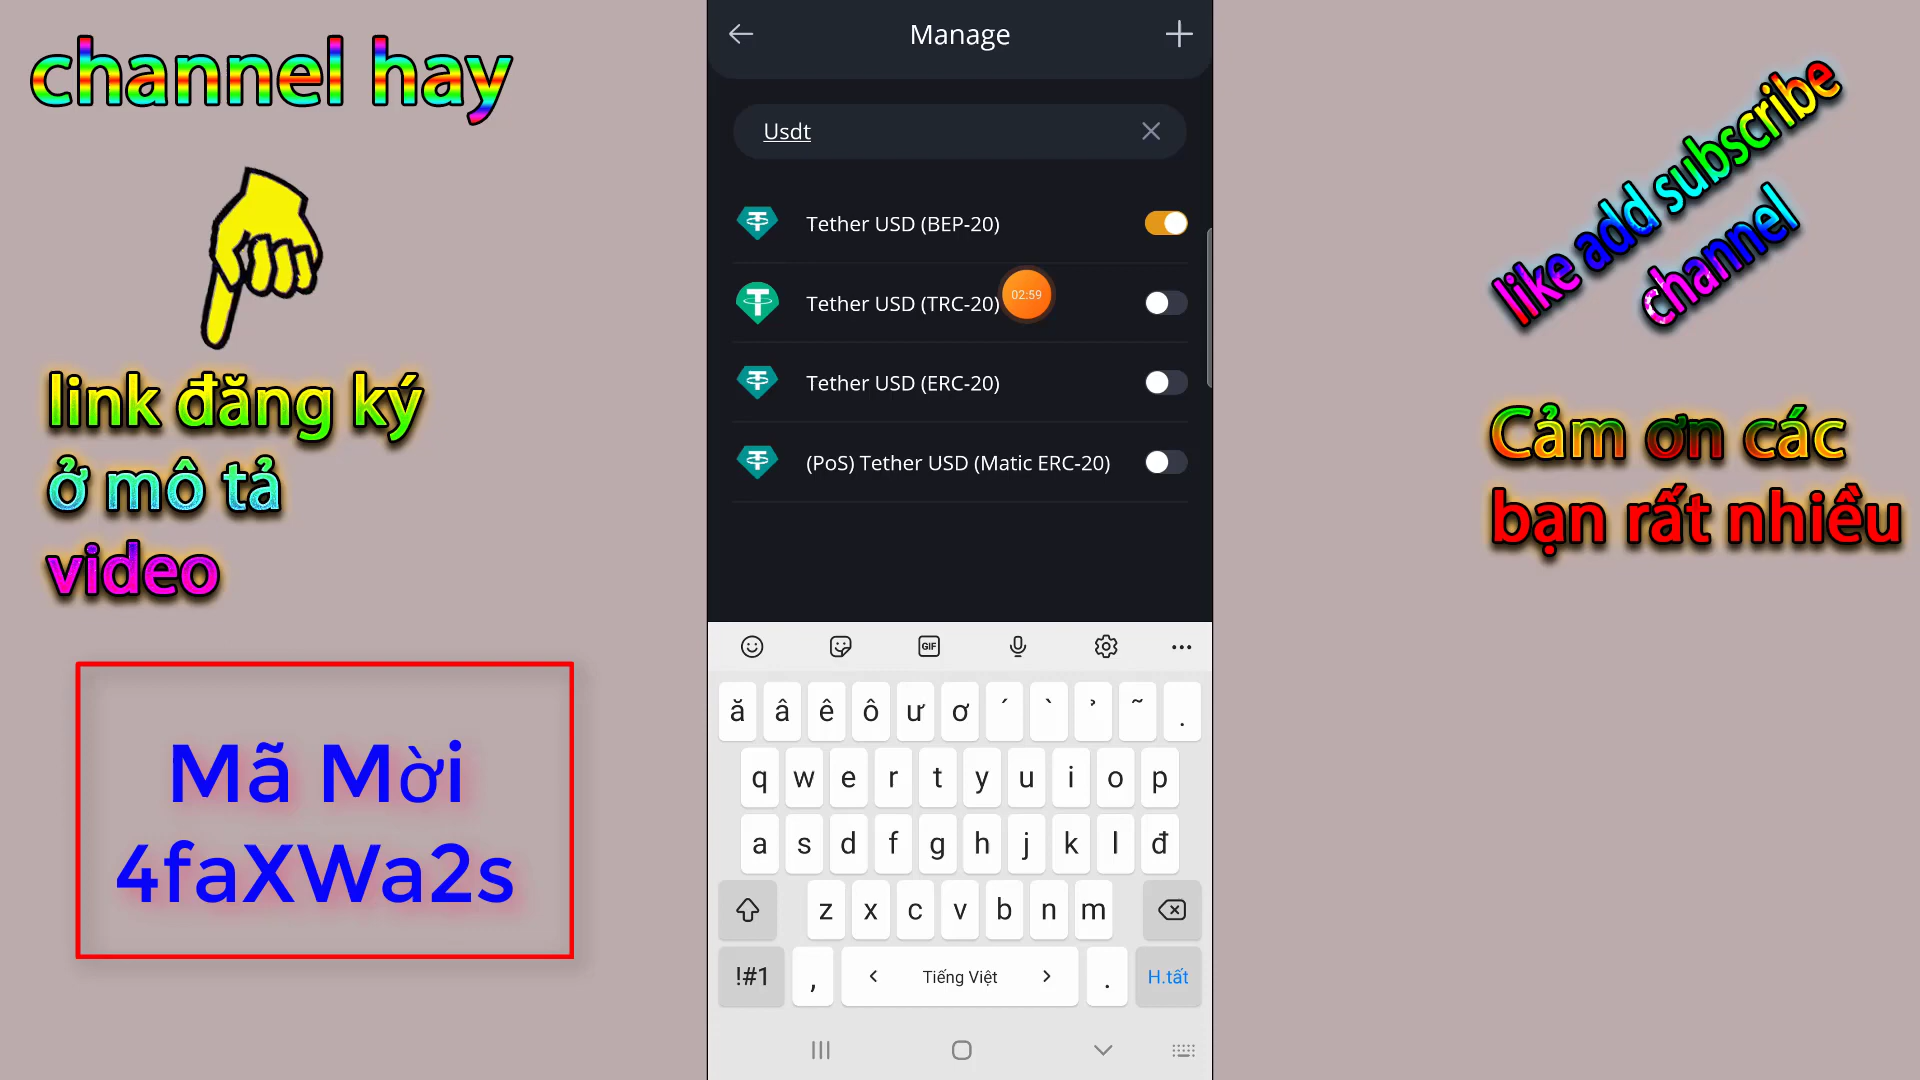 channel hay
link đăng ký
ở mô tả
video
Mã Mời
4faXWa2s
Manage
Usdt
Tether USD (BEP-20)
Tether USD (TRC-20)
02:59
Tether USD (ERC-20)
(PoS) Tether USD (Matic ERC-20)
GIF
ă â ê ô ư ơ ́ ̀ ̉ ̃ .
q w e r t y u i o p
a s d f g h j k l đ
z x c v b n m
!#1 , < Tiếng Việt > . H.tất
like add subscribe
channel
Cảm ơn các
bạn rất nhiều